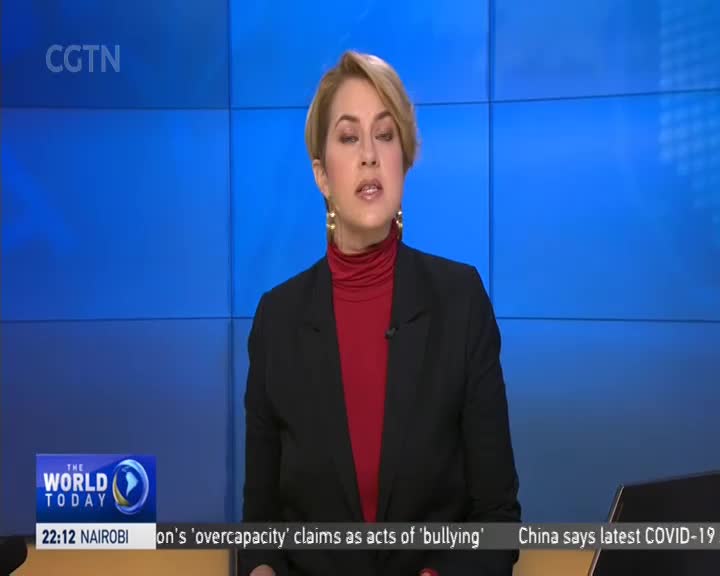 CGTN
THE
WORLD
TODAY
22:12 NAIROBI
on's 'overcapacity' claims as acts of 'bullying' China says latest COVID-19